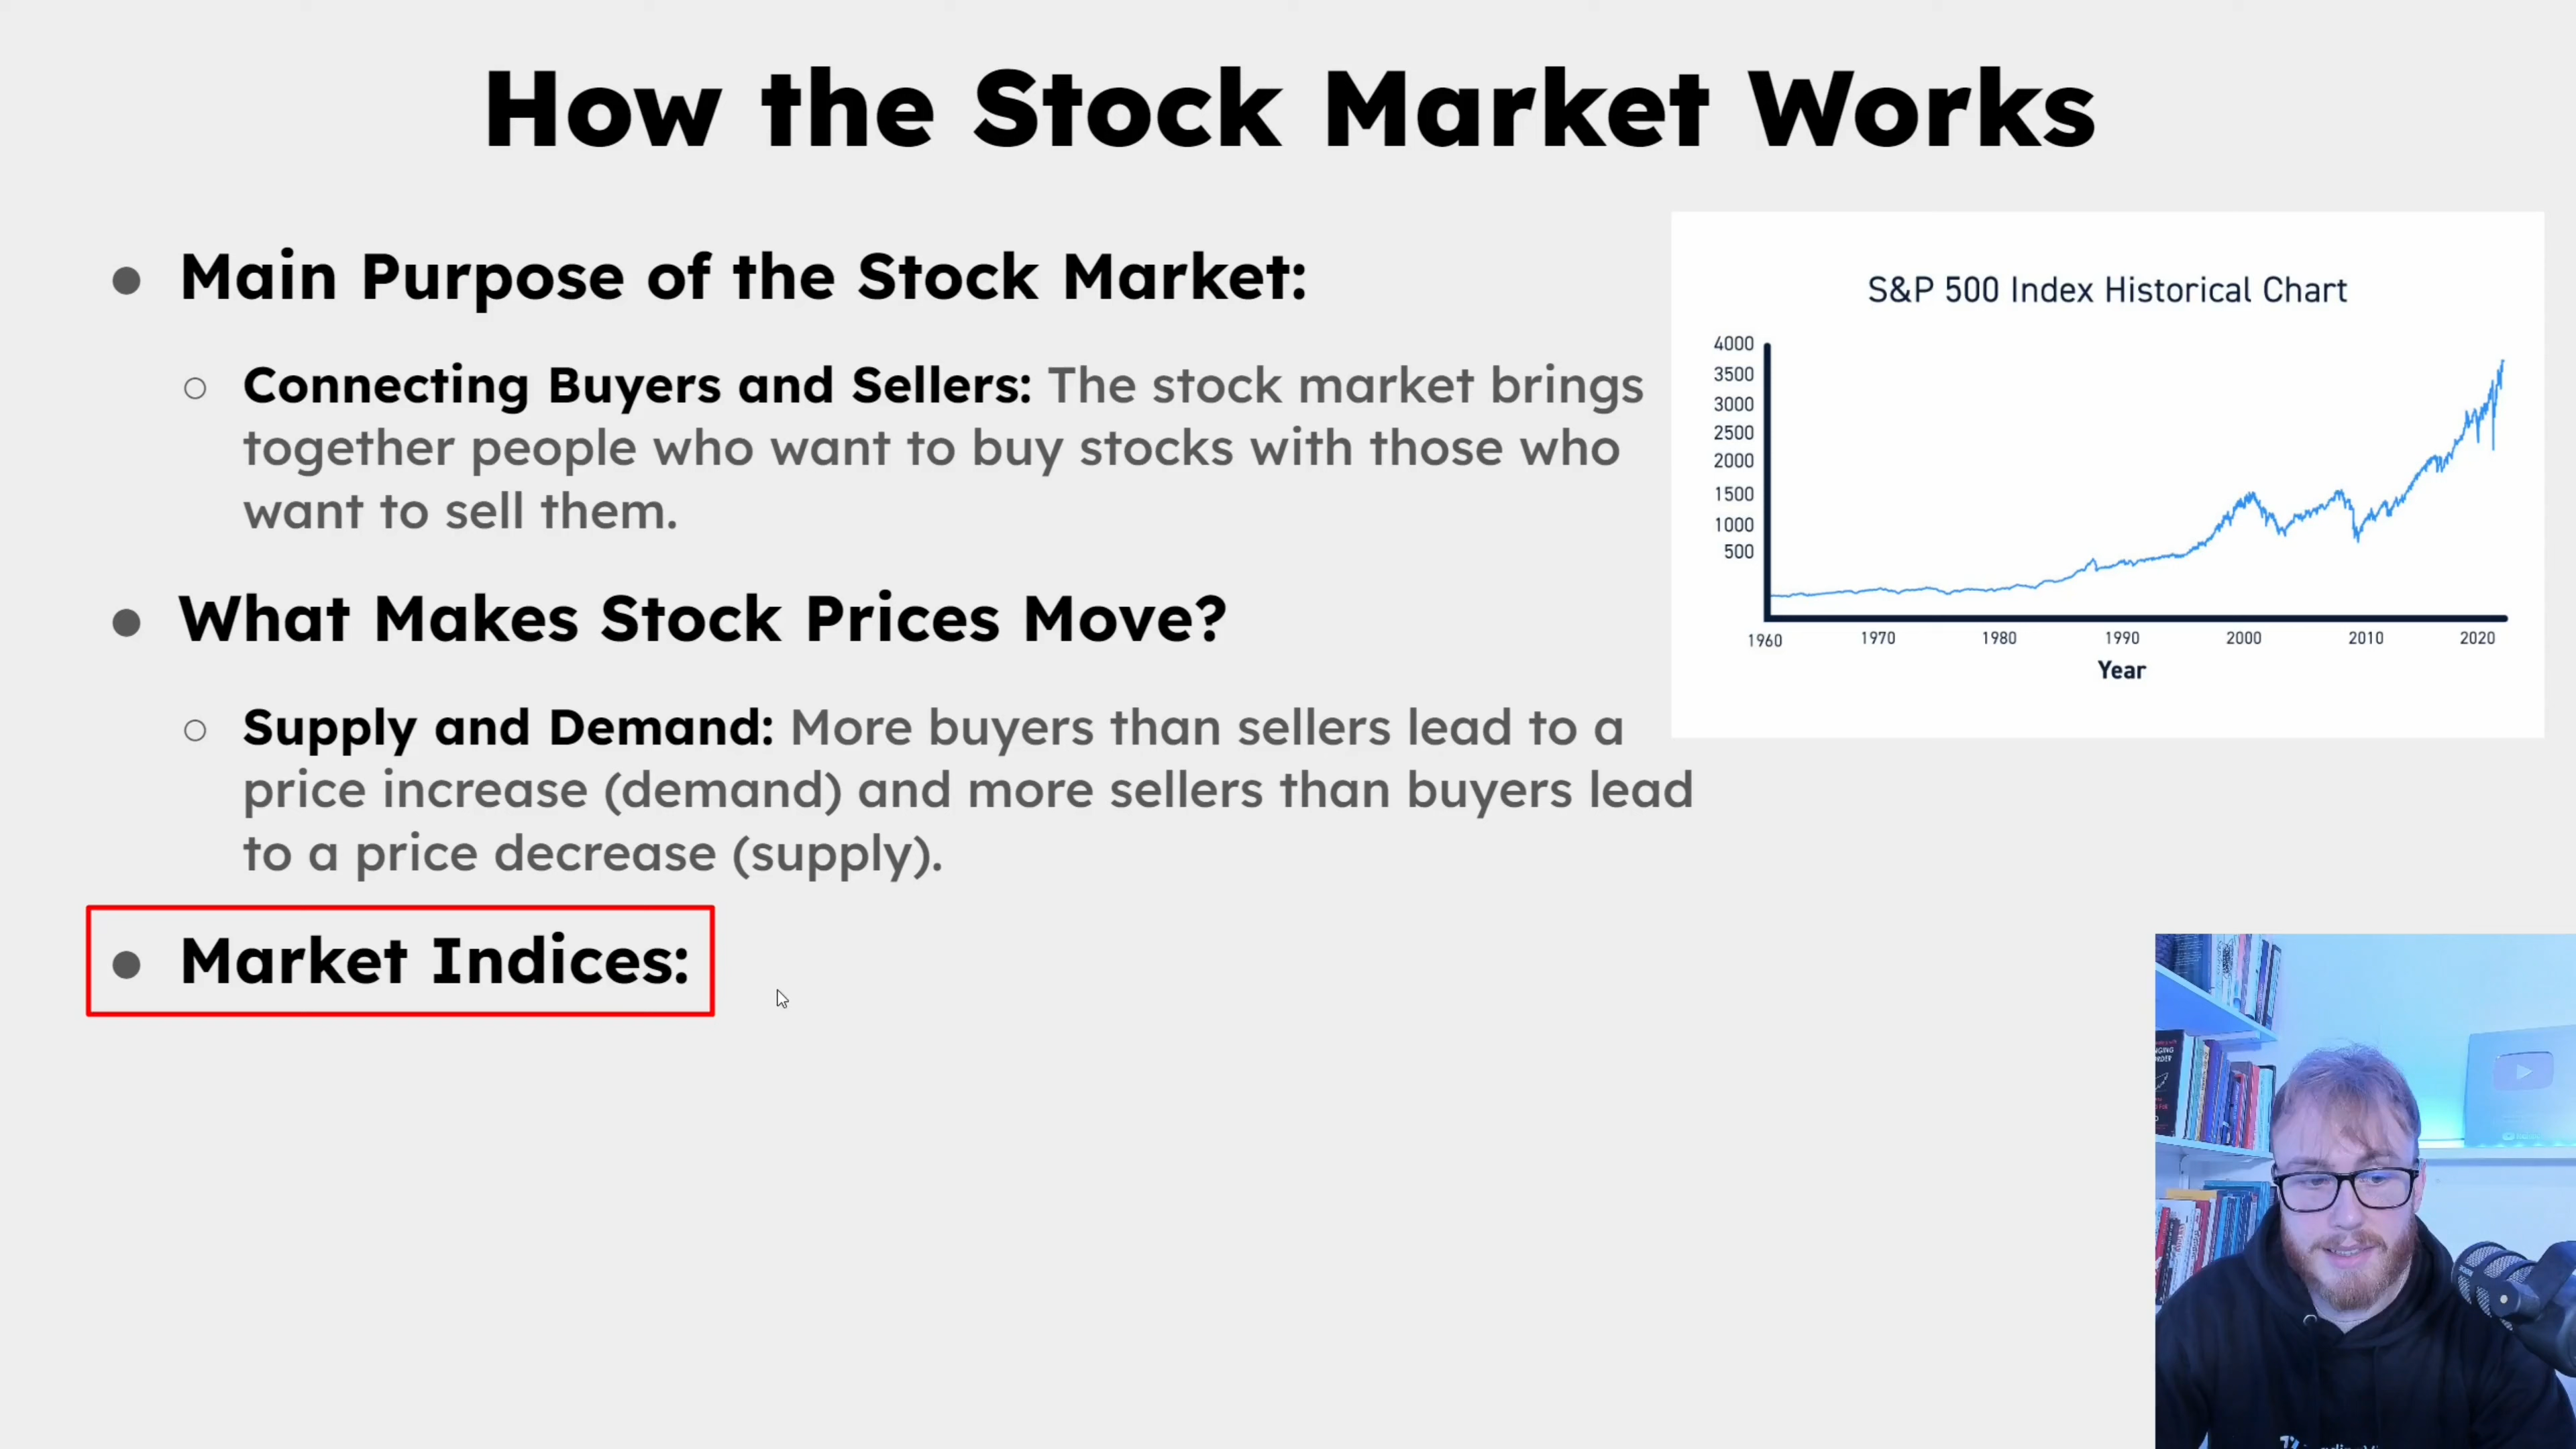 How the Stock Market Works
● Main Purpose of the Stock Market:
○ Connecting Buyers and Sellers: The stock market brings
together people who want to buy stocks with those who
want to sell them.
● What Makes Stock Prices Move?
○ Supply and Demand: More buyers than sellers lead to a
price increase (demand) and more sellers than buyers lead
to a price decrease (supply).
● Market Indices:
S&P 500 Index Historical Chart
4000
3500
3000
2500
2000
1500
1000
500
1960 1970 1980 1990 2000 2010 2020
Year